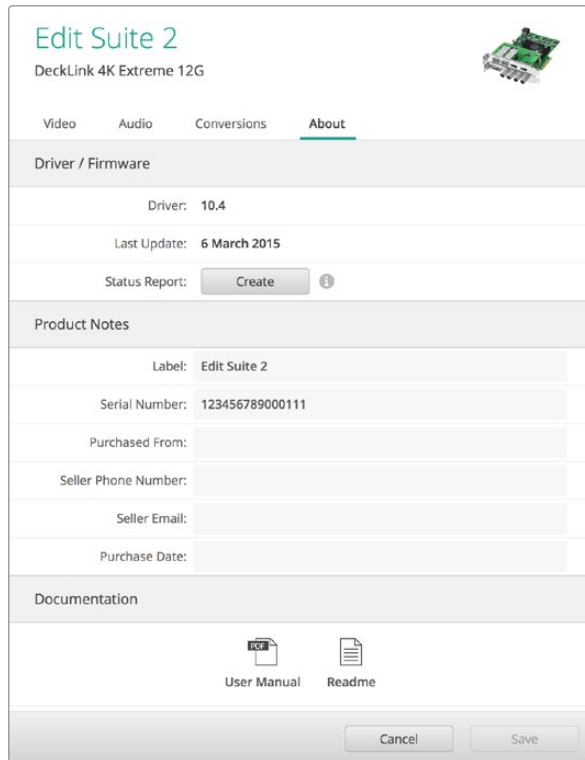 Edit Suite 2
DeckLink 4K Extreme 12G
Video Audio Conversions About
Driver / Firmware
Driver: 10.4
Last Update: 6 March 2015
Status Report: Create
Product Notes
Label: Edit Suite 2
Serial Number: 123456789000111
Purchased From:
Seller Phone Number:
Seller Email:
Purchase Date:
Documentation
PDF
User Manual Readme
Cancel Save